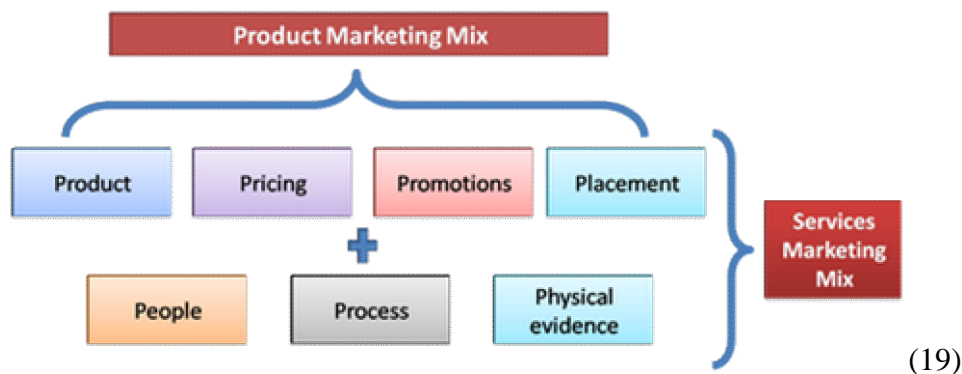 Product Marketing Mix
Product
Pricing
Promotions
Placement
+
People
Process
Physical
evidence
Services
Marketing
Mix
(19)